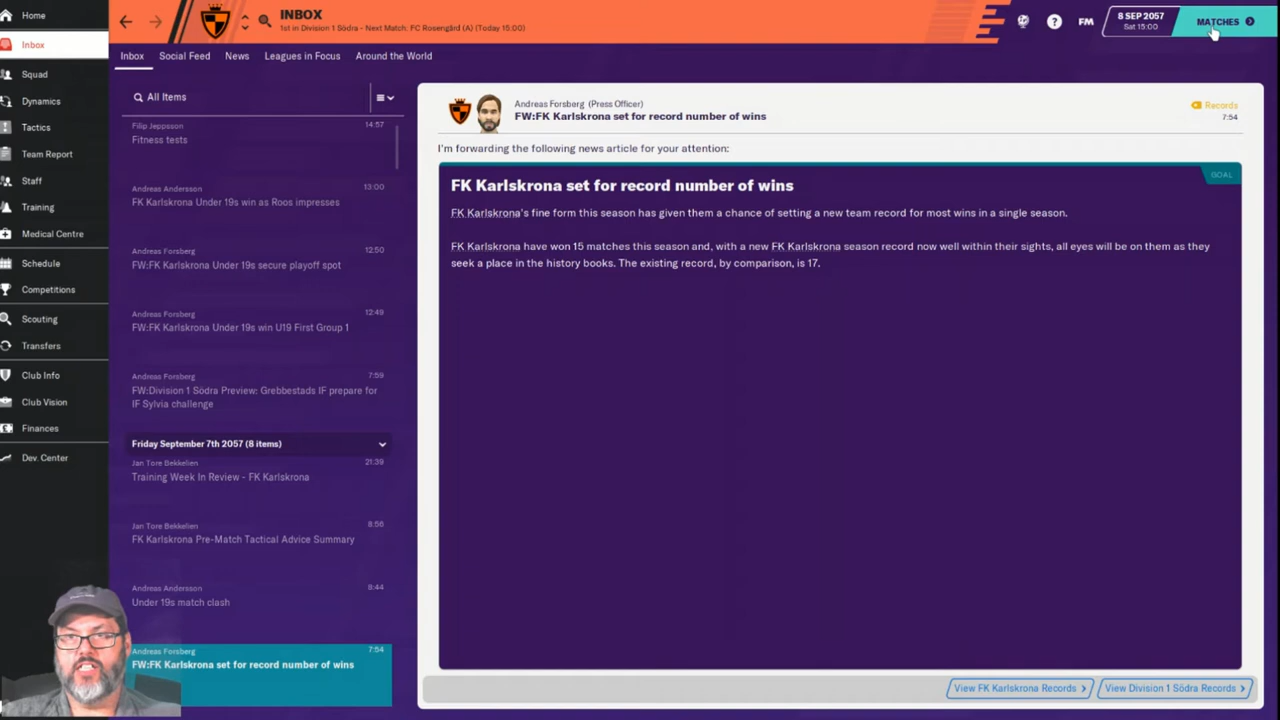 INBOX
1st in Division 1 Södra - Next Match: FC Rosengård (A) (Today 15:00)
FM
8 SEP 2057
Sat 15:00
MATCHES
Home
Inbox
Squad
Dynamics
Tactics
Team Report
Staff
Training
Medical Centre
Schedule
Competitions
Scouting
Transfers
Club Info
Club Vision
Finances
Dev. Center
Inbox Social Feed News Leagues in Focus Around the World
All Items
Filip Jeppsson 14:57
Fitness tests
Andreas Andersson 13:00
FK Karlskrona Under 19s win as Roos impresses
Andreas Forsberg 12:50
FW:FK Karlskrona Under 19s secure playoff spot
Andreas Forsberg 12:49
FW:FK Karlskrona Under 19s win U19 First Group 1
Andreas Forsberg 7:59
FW:Division 1 Södra Preview: Grebbestads IF prepare for
IF Sylvia challenge
Friday September 7th 2057 (8 items)
Jan Tore Bekkelien 21:39
Training Week In Review - FK Karlskrona
Jan Tore Bekkelien 8:56
FK Karlskrona Pre-Match Tactical Advice Summary
Andreas Andersson 8:44
Under 19s match clash
Andreas Forsberg 7:54
FW:FK Karlskrona set for record number of wins
Andreas Forsberg (Press Officer)
FW:FK Karlskrona set for record number of wins
Records
7:54
I'm forwarding the following news article for your attention:
GOAL
FK Karlskrona set for record number of wins
FK Karlskrona's fine form this season has given them a chance of setting a new team record for most wins in a single season.
FK Karlskrona have won 15 matches this season and, with a new FK Karlskrona season record now well within their sights, all eyes will be on them as they
seek a place in the history books. The existing record, by comparison, is 17.
View FK Karlskrona Records
View Division 1 Södra Records